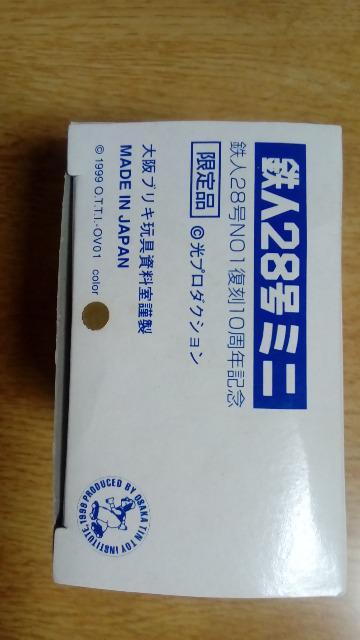 鉄人28号ミニ
鉄人28号NO1復刻10周年記念
限定品
©光プロダクション
大阪ブリキ玩具資料室謹製
MADE IN JAPAN
© 1999 O.T.T.I.-OV01 color
PRODUCED BY OSAKA TIN TOY INSTITUTE, 1998